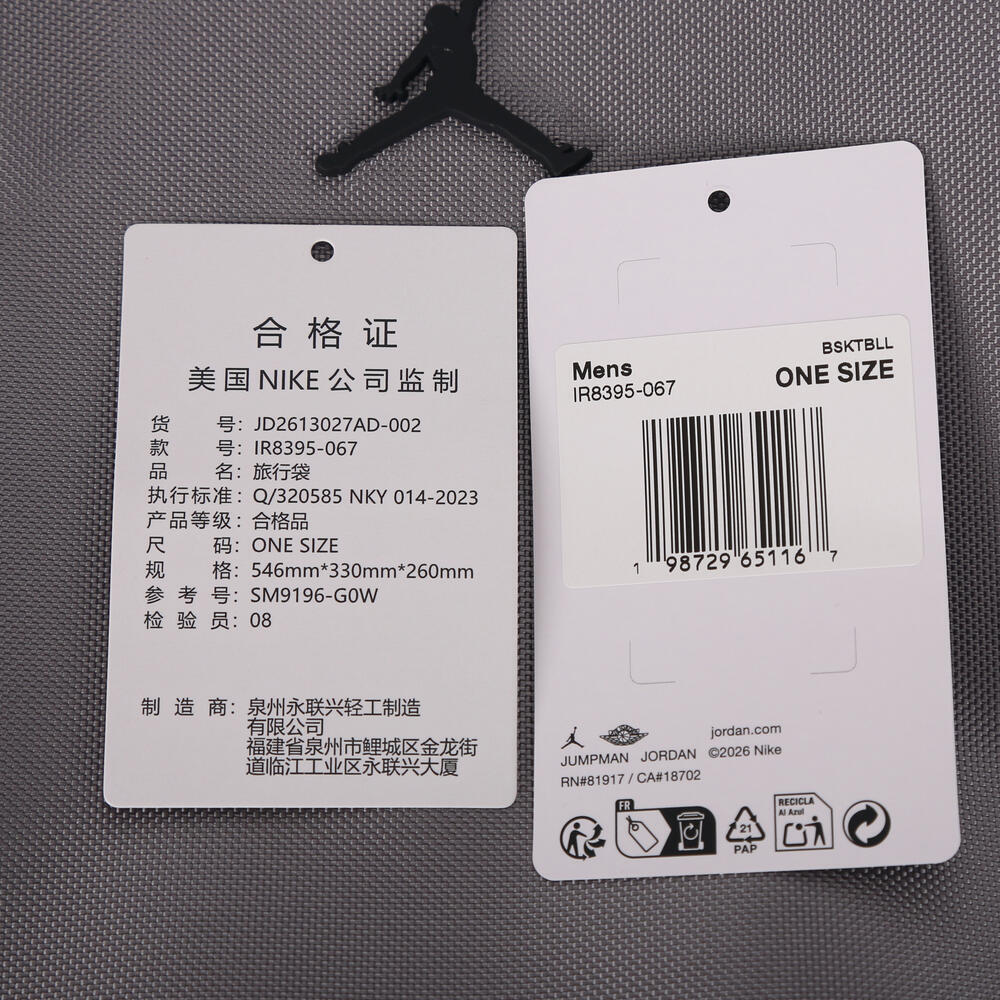 合格证
美国NIKE公司监制
货号：JD2613027AD-002
款号：IR8395-067
品名：旅行袋
执行标准：Q/320585 NKY 014-2023
产品等级：合格品
尺码：ONE SIZE
规格：546mm*330mm*260mm
参考号：SM9196-G0W
检验员：08
制造商：泉州永联兴轻工制造
有限公司
福建省泉州市鲤城区金龙街
道临江工业区永联兴大厦
BSKTBLL
Mens
ONE SIZE
IR8395-067
1 98729 65116 7
jordan.com
JUMPMAN JORDAN ©2026 Nike
RN#81917 / CA#18702
FR
21
PAP
RECICLA
Al Azul